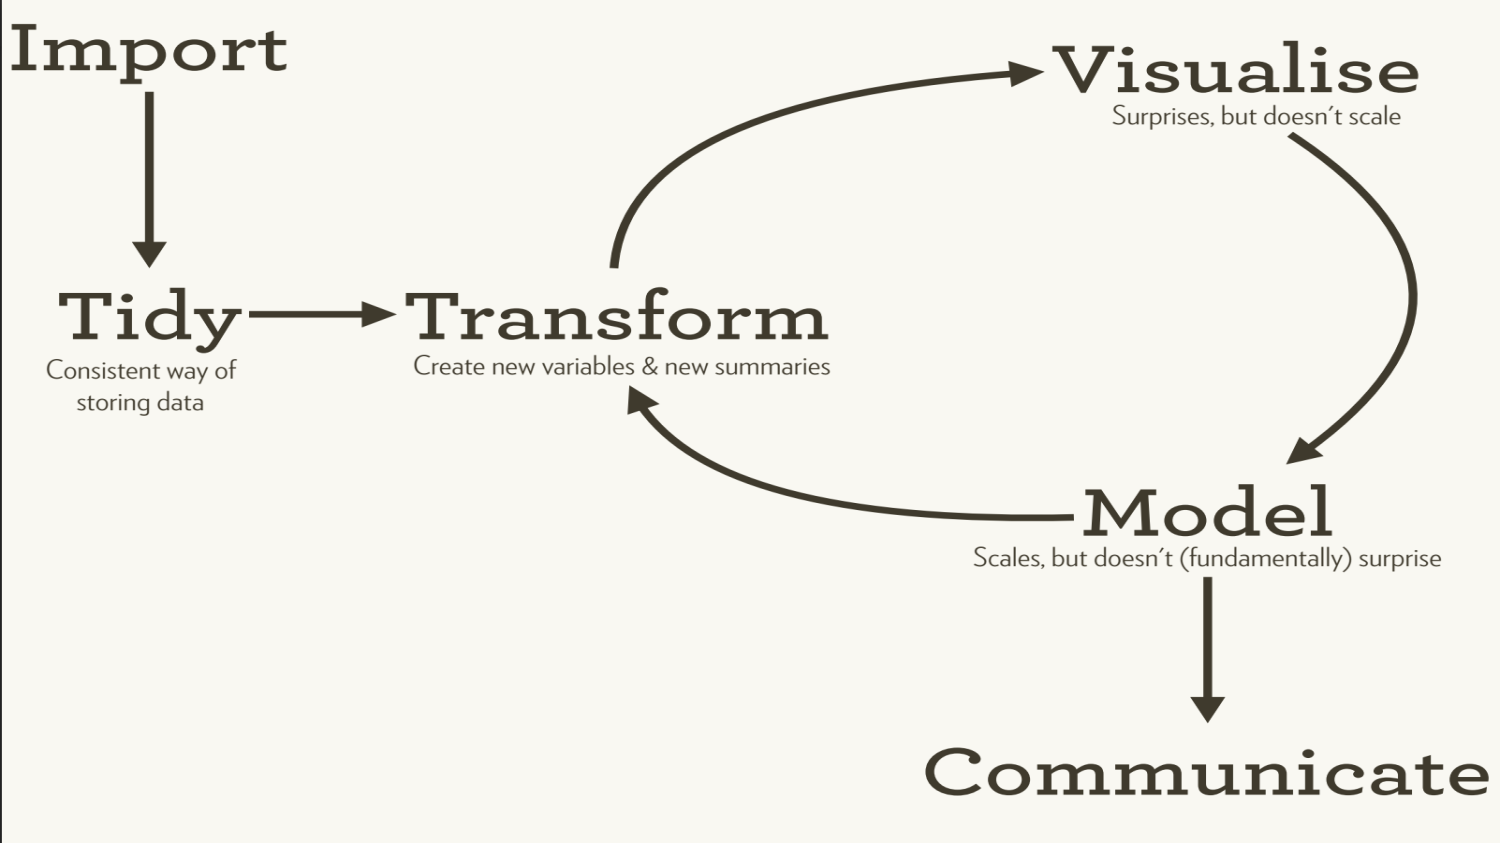 Import
Visualise
Surprises, but doesn't scale
Tidy
Consistent way of
storing data
Transform
Create new variables & new summaries
Model
Scales, but doesn't (fundamentally) surprise
Communicate